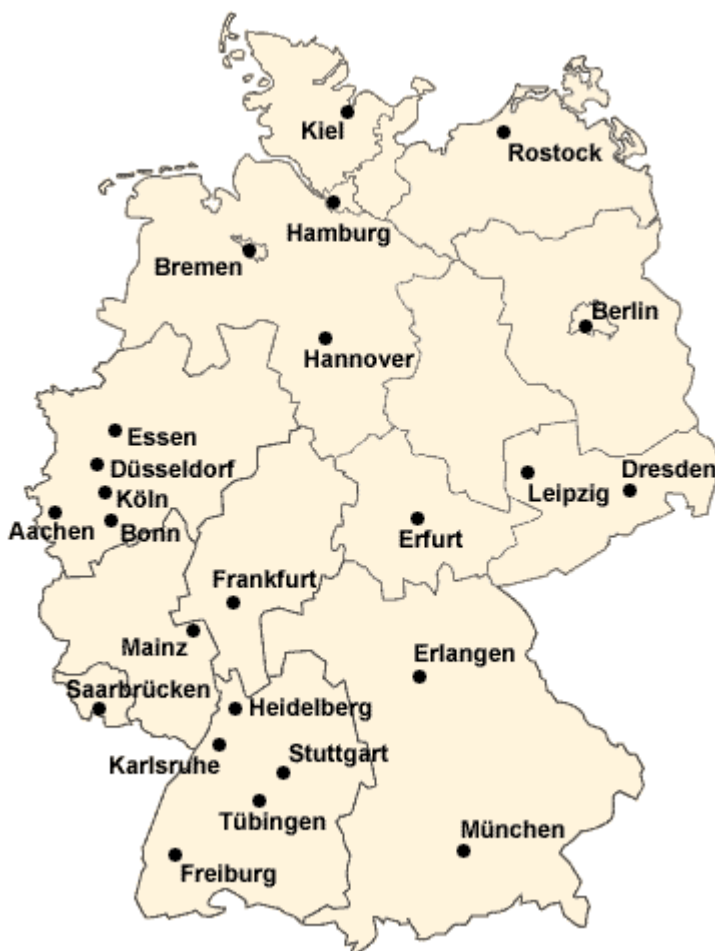 Kiel
Rostock
Hamburg
Bremen
Berlin
Hannover
Essen
Düsseldorf
Dresden
Köln
Leipzig
Aachen
Bonn
Erfurt
Frankfurt
Mainz
Erlangen
Saarbrücken
Heidelberg
Stuttgart
Karlsruhe
Tübingen
München
Freiburg